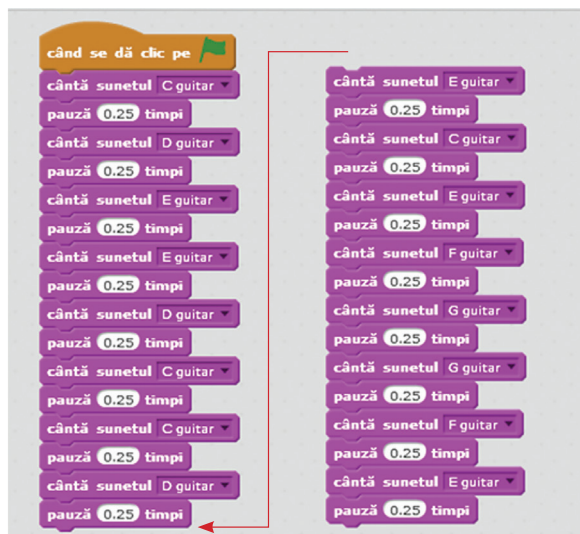 când se dă clic pe
cântă sunetul C guitar
pauză 0.25 timpi
cântă sunetul D guitar
pauză 0.25 timpi
cântă sunetul E guitar
pauză 0.25 timpi
cântă sunetul E guitar
pauză 0.25 timpi
cântă sunetul D guitar
pauză 0.25 timpi
cântă sunetul C guitar
pauză 0.25 timpi
cântă sunetul C guitar
pauză 0.25 timpi
cântă sunetul D guitar
pauză 0.25 timpi
cântă sunetul E guitar
pauză 0.25 timpi
cântă sunetul C guitar
pauză 0.25 timpi
cântă sunetul E guitar
pauză 0.25 timpi
cântă sunetul F guitar
pauză 0.25 timpi
cântă sunetul G guitar
pauză 0.25 timpi
cântă sunetul G guitar
pauză 0.25 timpi
cântă sunetul F guitar
pauză 0.25 timpi
cântă sunetul E guitar
pauză 0.25 timpi